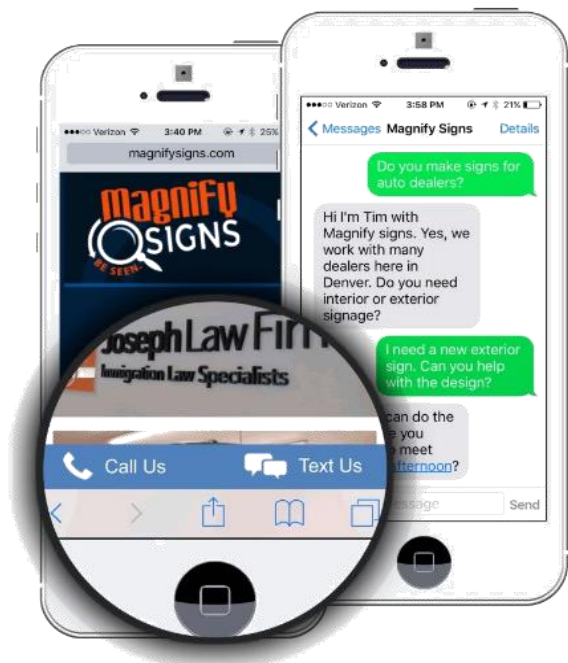 Verizon 3:40 PM 25%
magnifysigns.com
magnify
SIGNS
BE SEEN.
Joseph Law Firm
Immigration Law Specialists
Call Us
Text Us
Verizon 3:58 PM 21%
Messages Magnify Signs Details
Do you make signs for
auto dealers?
Hi I'm Tim with
Magnify signs. Yes, we
work with many
dealers here in
Denver. Do you need
interior or exterior
signage?
I need a new exterior
sign. Can you help
with the design?
can do the
you
meet
afternoon?
Send